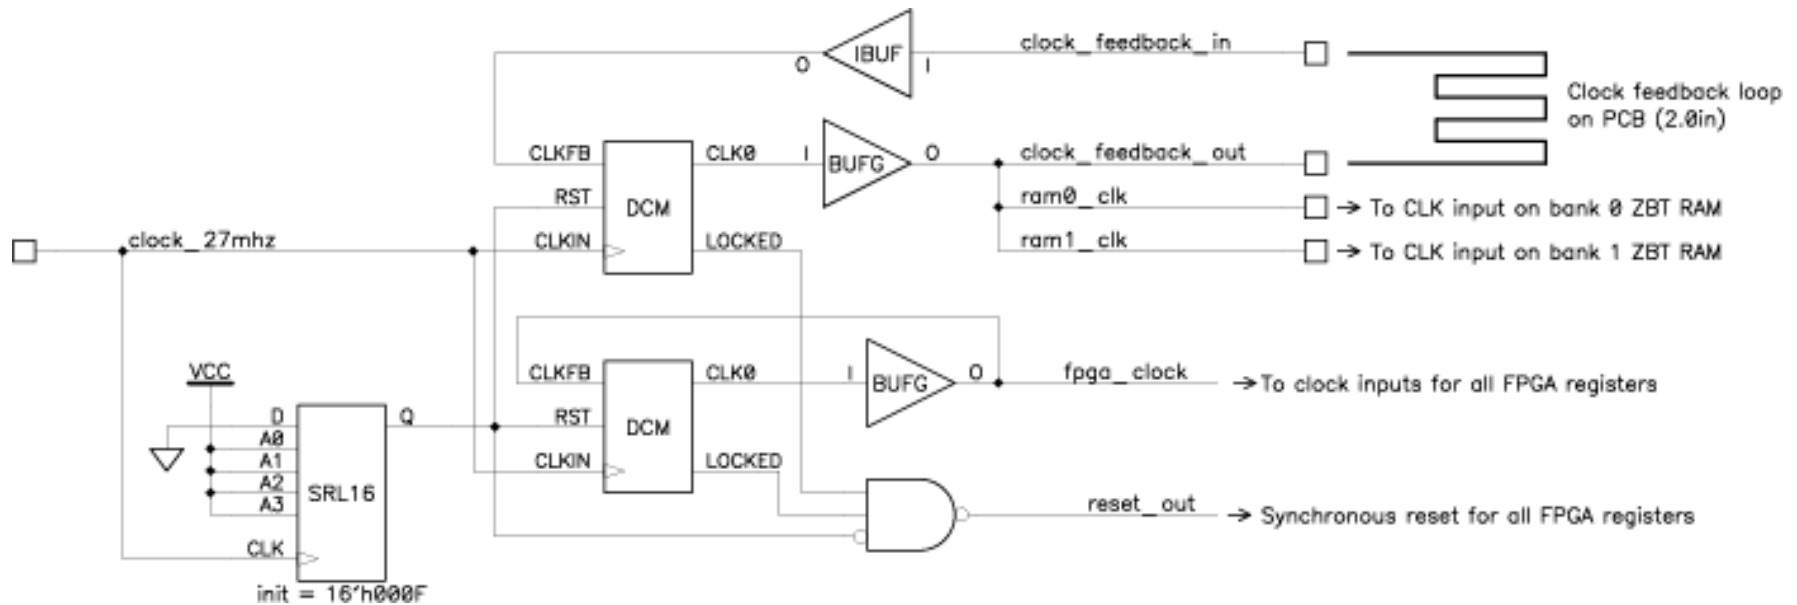 IBUF
O
I
clock_feedback_in
Clock feedback loop
on PCB (2.0in)
CLKFB
CLK0
I
BUFG
O
clock_feedback_out
RST
DCM
ram0_clk
To CLK input on bank 0 ZBT RAM
clock_27mhz
CLKIN
LOCKED
ram1_clk
To CLK input on bank 1 ZBT RAM
VCC
CLKFB
CLK0
I
BUFG
O
fpga_clock
To clock inputs for all FPGA registers
D
Q
RST
DCM
A0
A1
CLKIN
LOCKED
A2
SRL16
A3
reset_out
Synchronous reset for all FPGA registers
CLK
init = 16'h000F